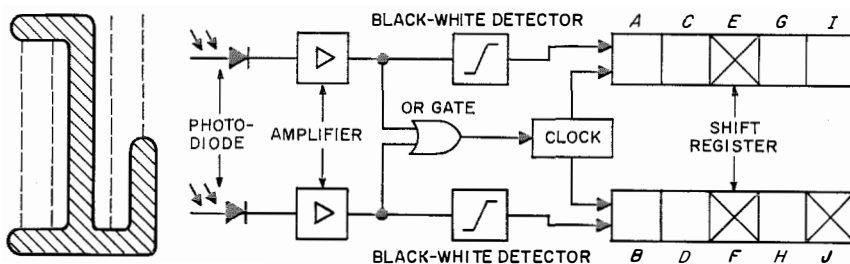 BLACK-WHITE DETECTOR
A C E G I
OR GATE
PHOTO-
DIODE
AMPLIFIER
CLOCK
SHIFT
REGISTER
BLACK-WHITE DETECTOR
B D F H J